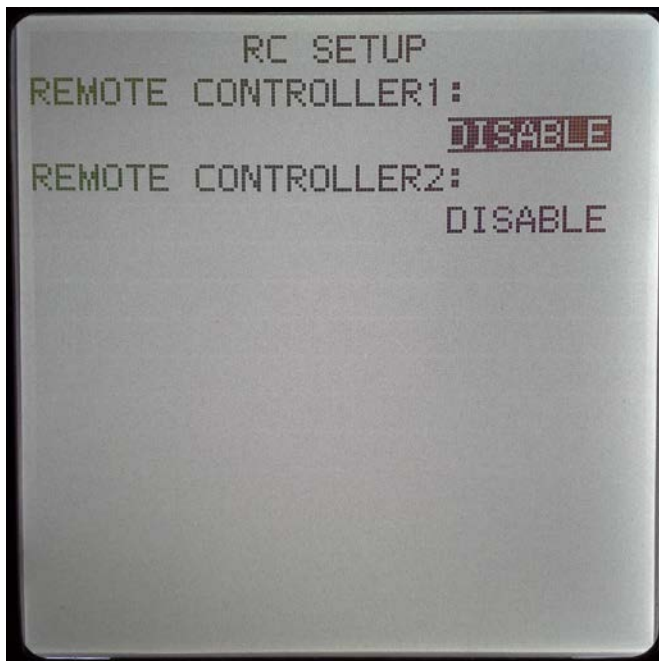 RC SETUP
REMOTE CONTROLLER1:
DISABLE
REMOTE CONTROLLER2:
DISABLE